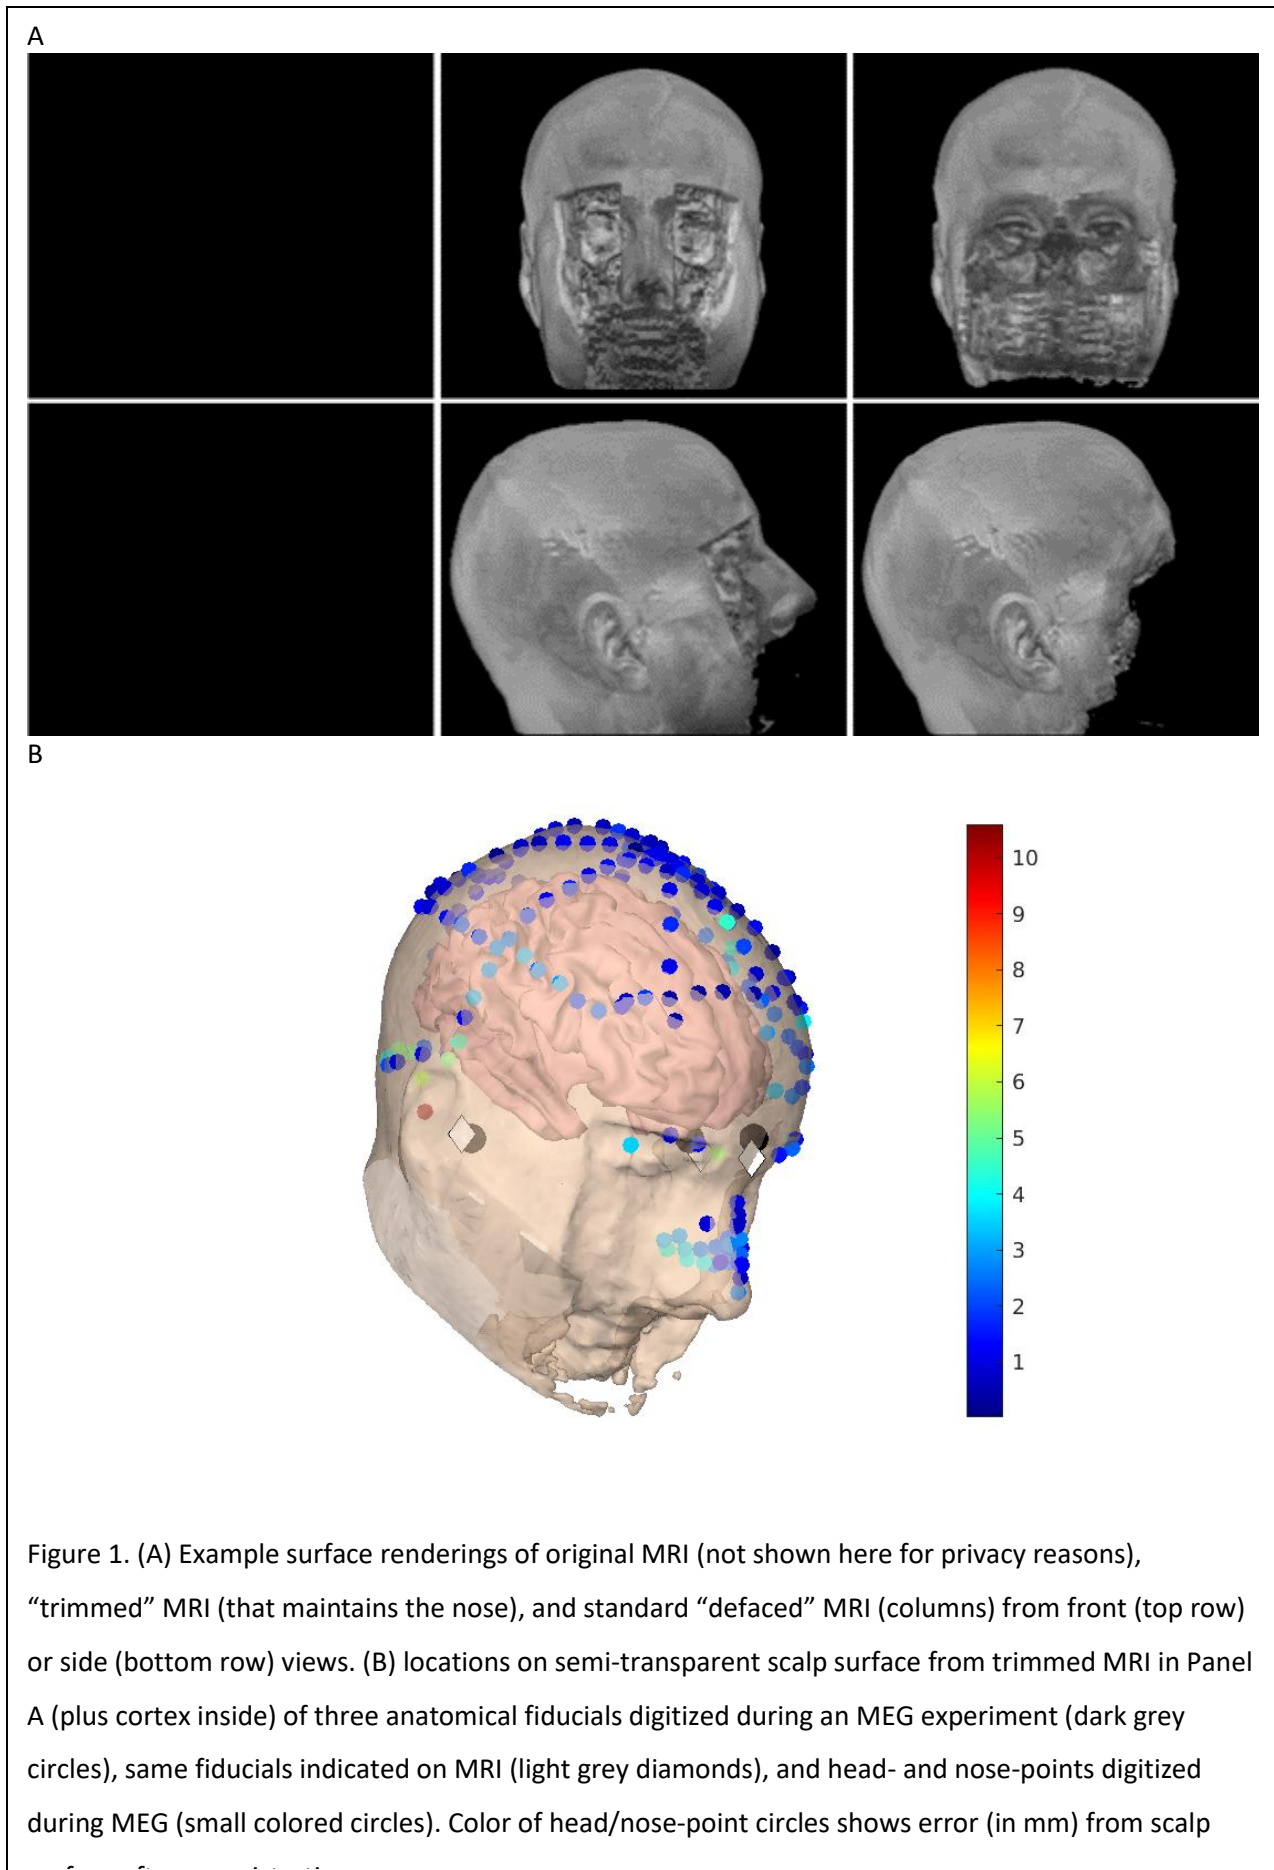 A
B
10
9
8
7
6
5
4
3
2
1
Figure 1. (A) Example surface renderings of original MRI (not shown here for privacy reasons),
“trimmed” MRI (that maintains the nose), and standard “defaced” MRI (columns) from front (top row)
or side (bottom row) views. (B) locations on semi-transparent scalp surface from trimmed MRI in Panel
A (plus cortex inside) of three anatomical fiducials digitized during an MEG experiment (dark grey
circles), same fiducials indicated on MRI (light grey diamonds), and head- and nose-points digitized
during MEG (small colored circles). Color of head/nose-point circles shows error (in mm) from scalp